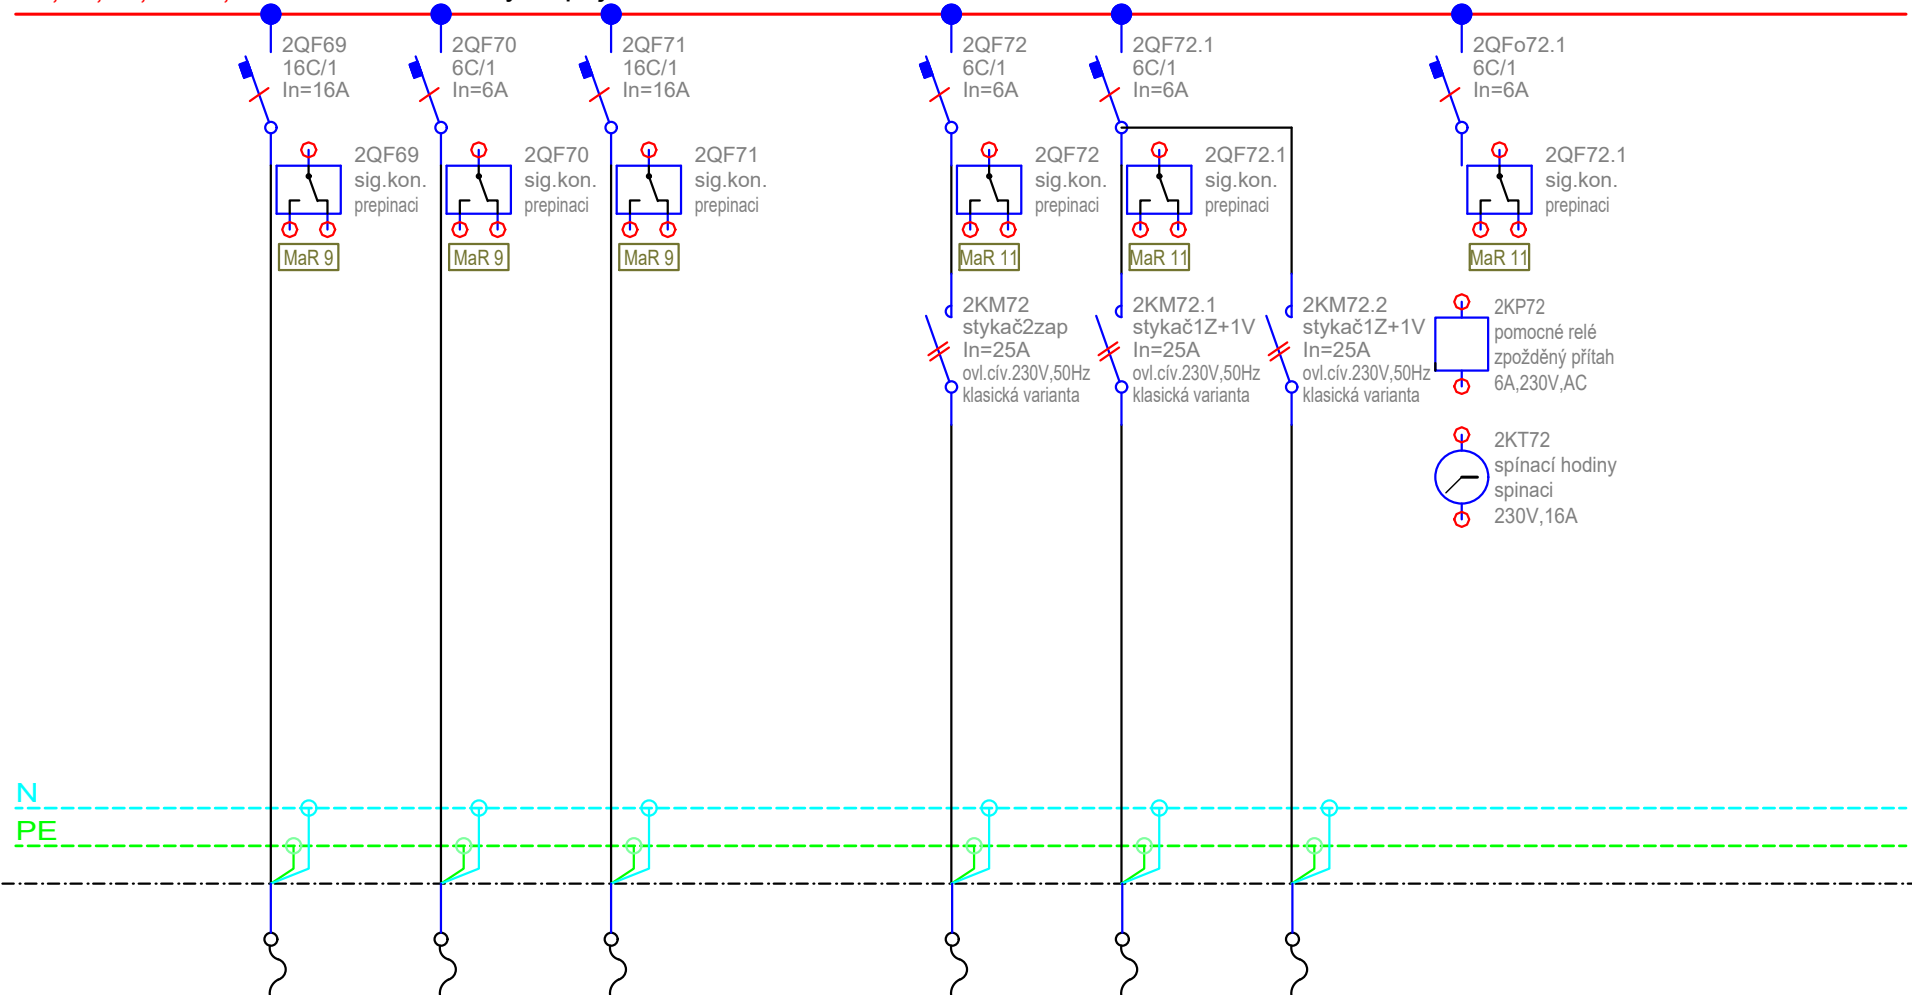 2QF69
16C/1
In=16A
2QF70
6C/1
In=6A
2QF71
16C/1
In=16A
2QF72
6C/1
In=6A
2QF72.1
6C/1
In=6A
2QFo72.1
6C/1
In=6A
2QF69
sig.kon.
prepinaci
MaR 9
2QF70
sig.kon.
prepinaci
MaR 9
2QF71
sig.kon.
prepinaci
MaR 9
2QF72
sig.kon.
prepinaci
MaR 11
2QF72.1
sig.kon.
prepinaci
MaR 11
2QF72.1
sig.kon.
prepinaci
MaR 11
2KM72
stykač2zap
In=25A
ovl.cív.230V,50Hz
klasická varianta
2KM72.1
stykač1Z+1V
In=25A
ovl.cív.230V,50Hz
klasická varianta
2KM72.2
stykač1Z+1V
In=25A
ovl.cív.230V,50Hz
klasická varianta
2KP72
pomocné relé
zpožděný přítah
6A,230V,AC
2KT72
spínací hodiny
spinaci
230V,16A
N
PE